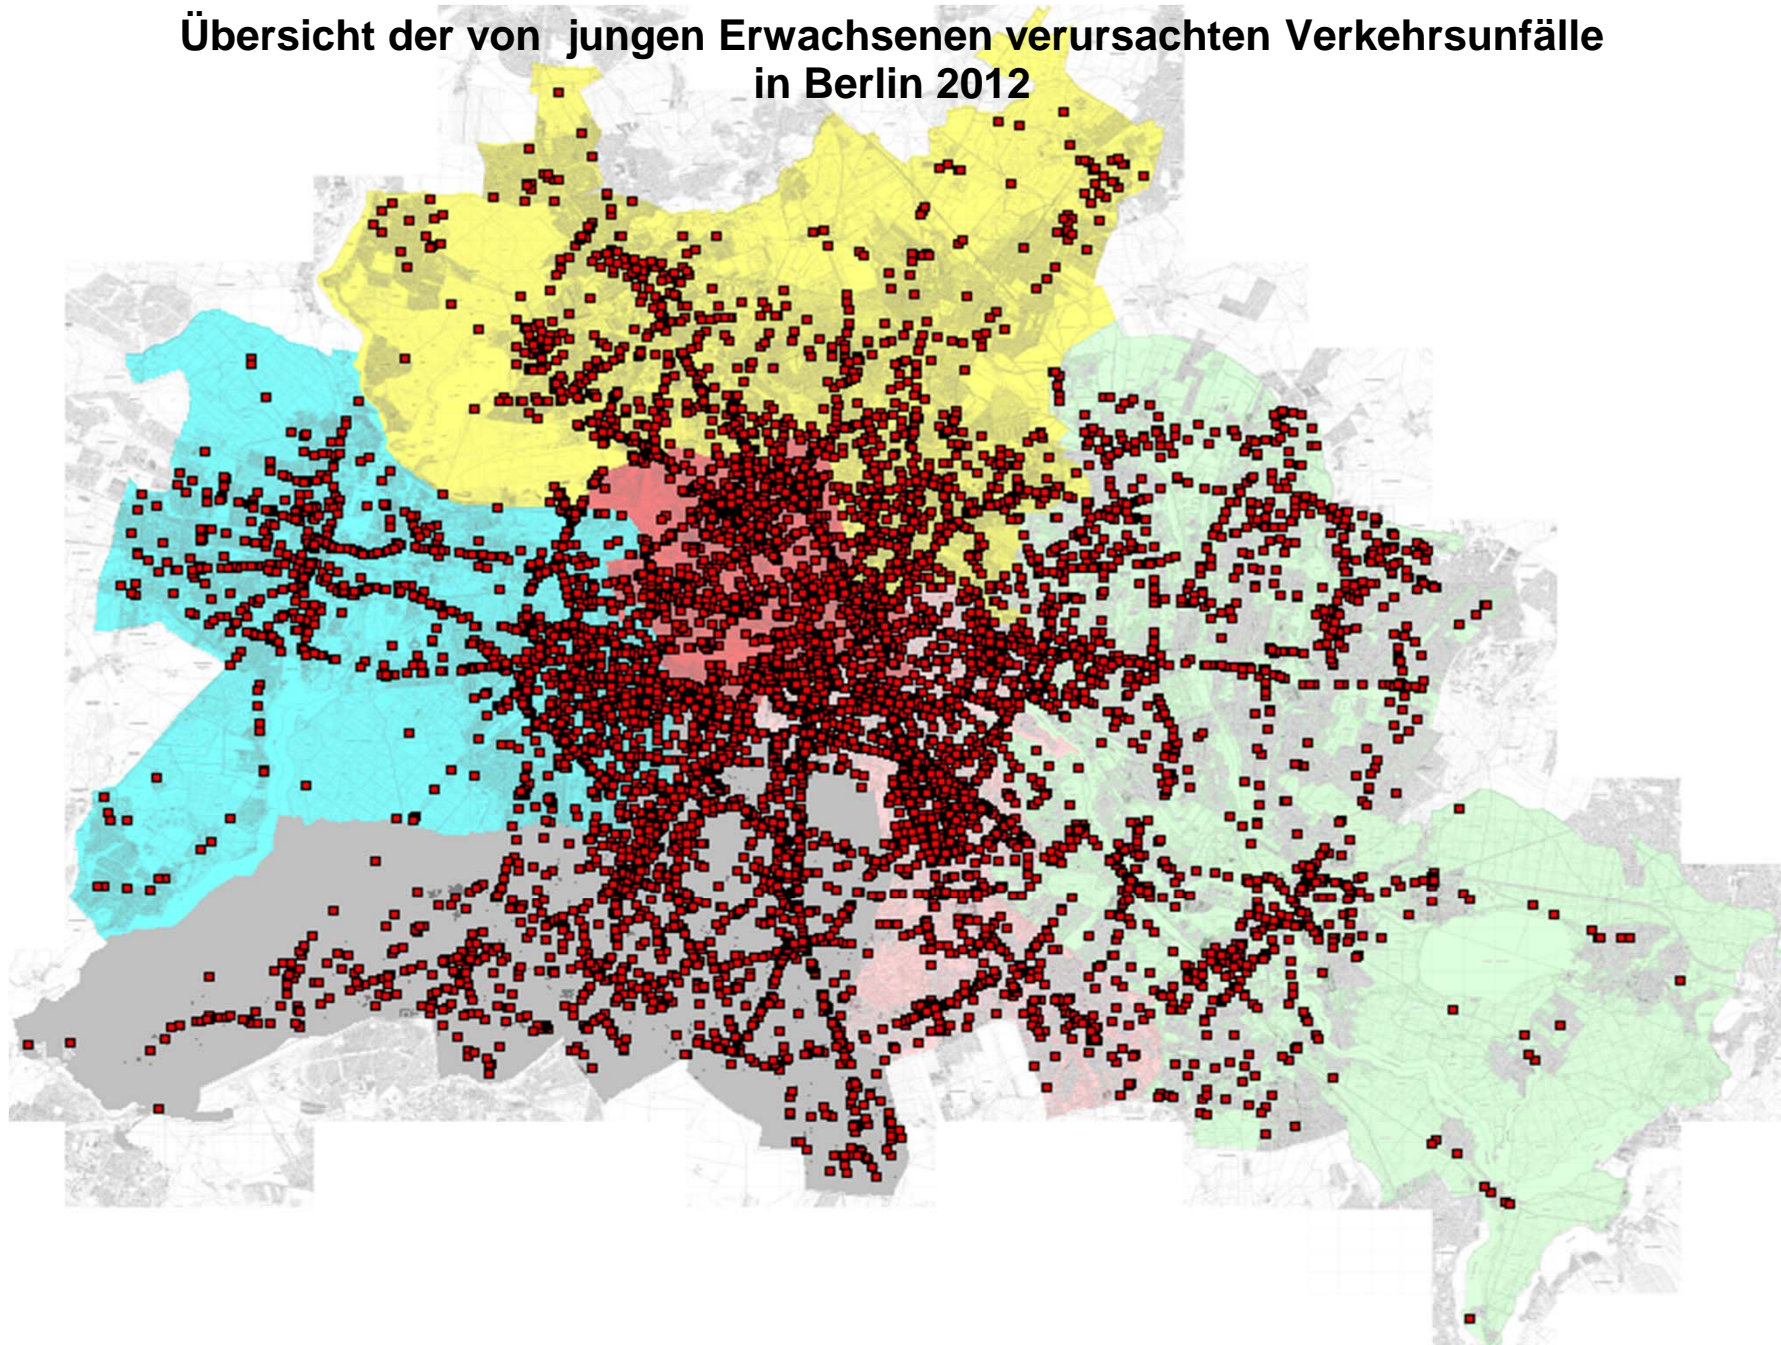 Übersicht der von  jungen Erwachsenen verursachten Verkehrsunfälle
in Berlin 2012